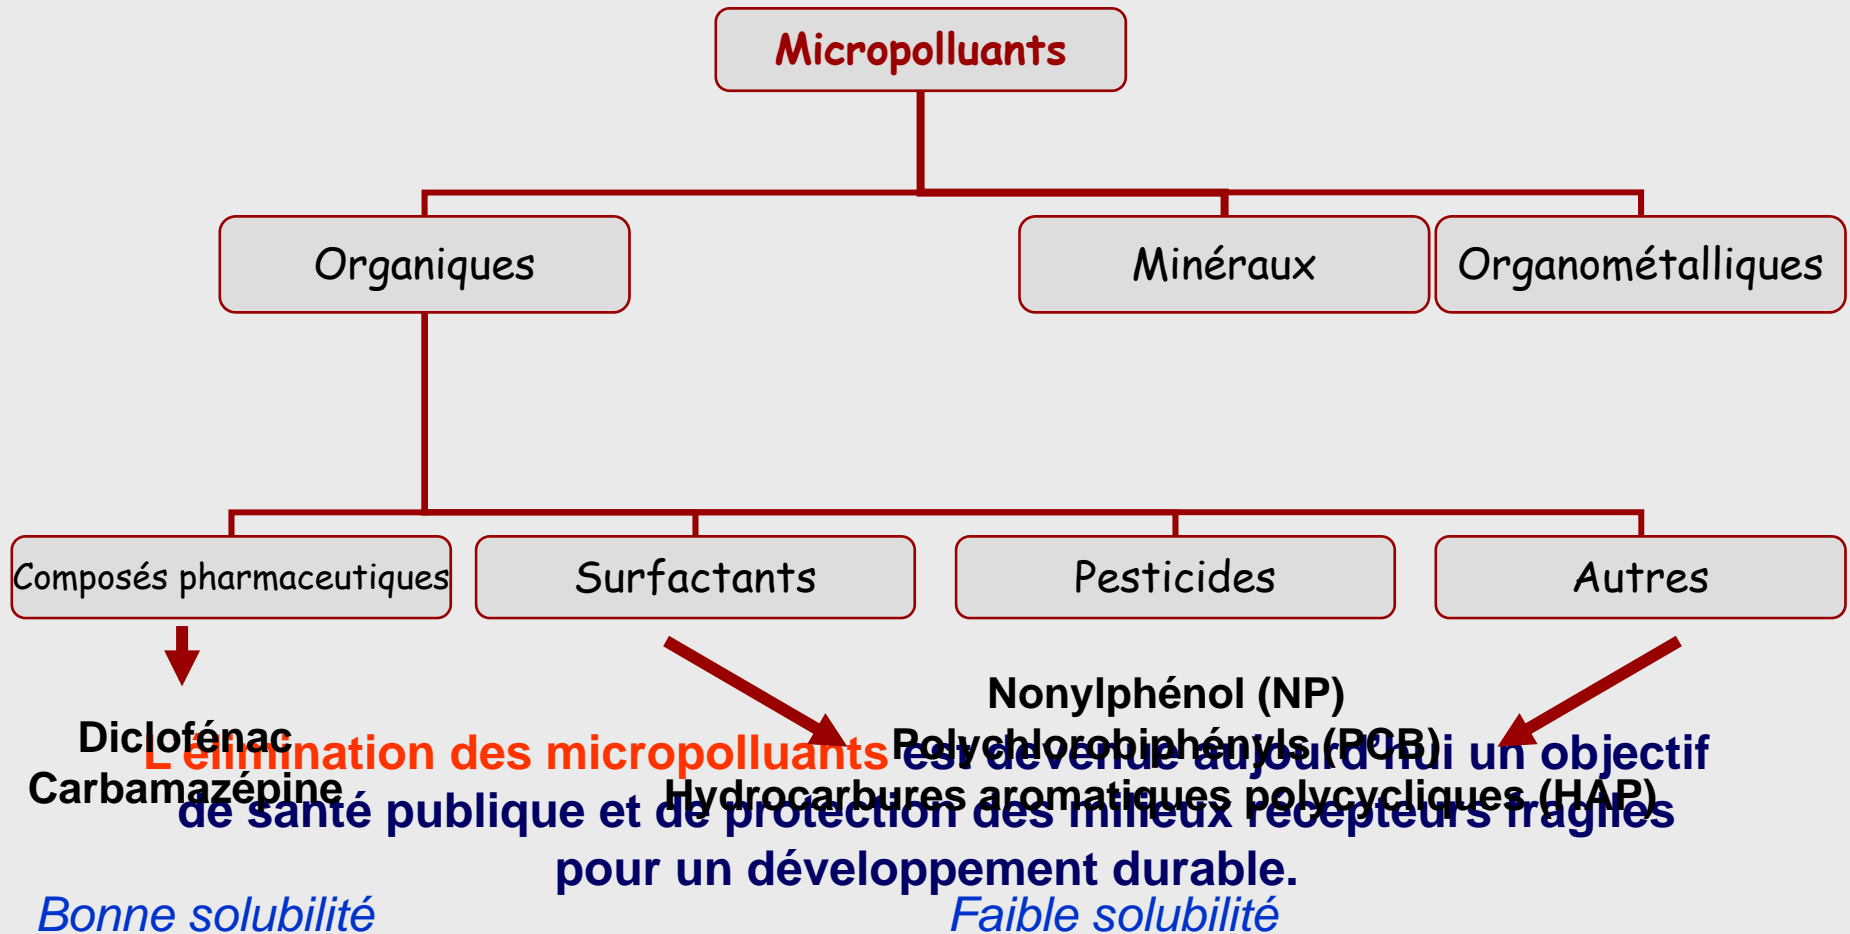 Micropolluants
Organiques
Minéraux
Organométalliques
Composés pharmaceutiques
Surfactants
Pesticides
Autres
Diclofénac
Carbamazépine
Nonylphénol (NP)
Polychlorobiphényls (PCB)
Hydrocarbures aromatiques polycycliques (HAP)
L'élimination des micropolluants est devenue aujourd'hui un objectif
de santé publique et de protection des milieux récepteurs fragiles
pour un développement durable.
Bonne solubilité
Faible solubilité